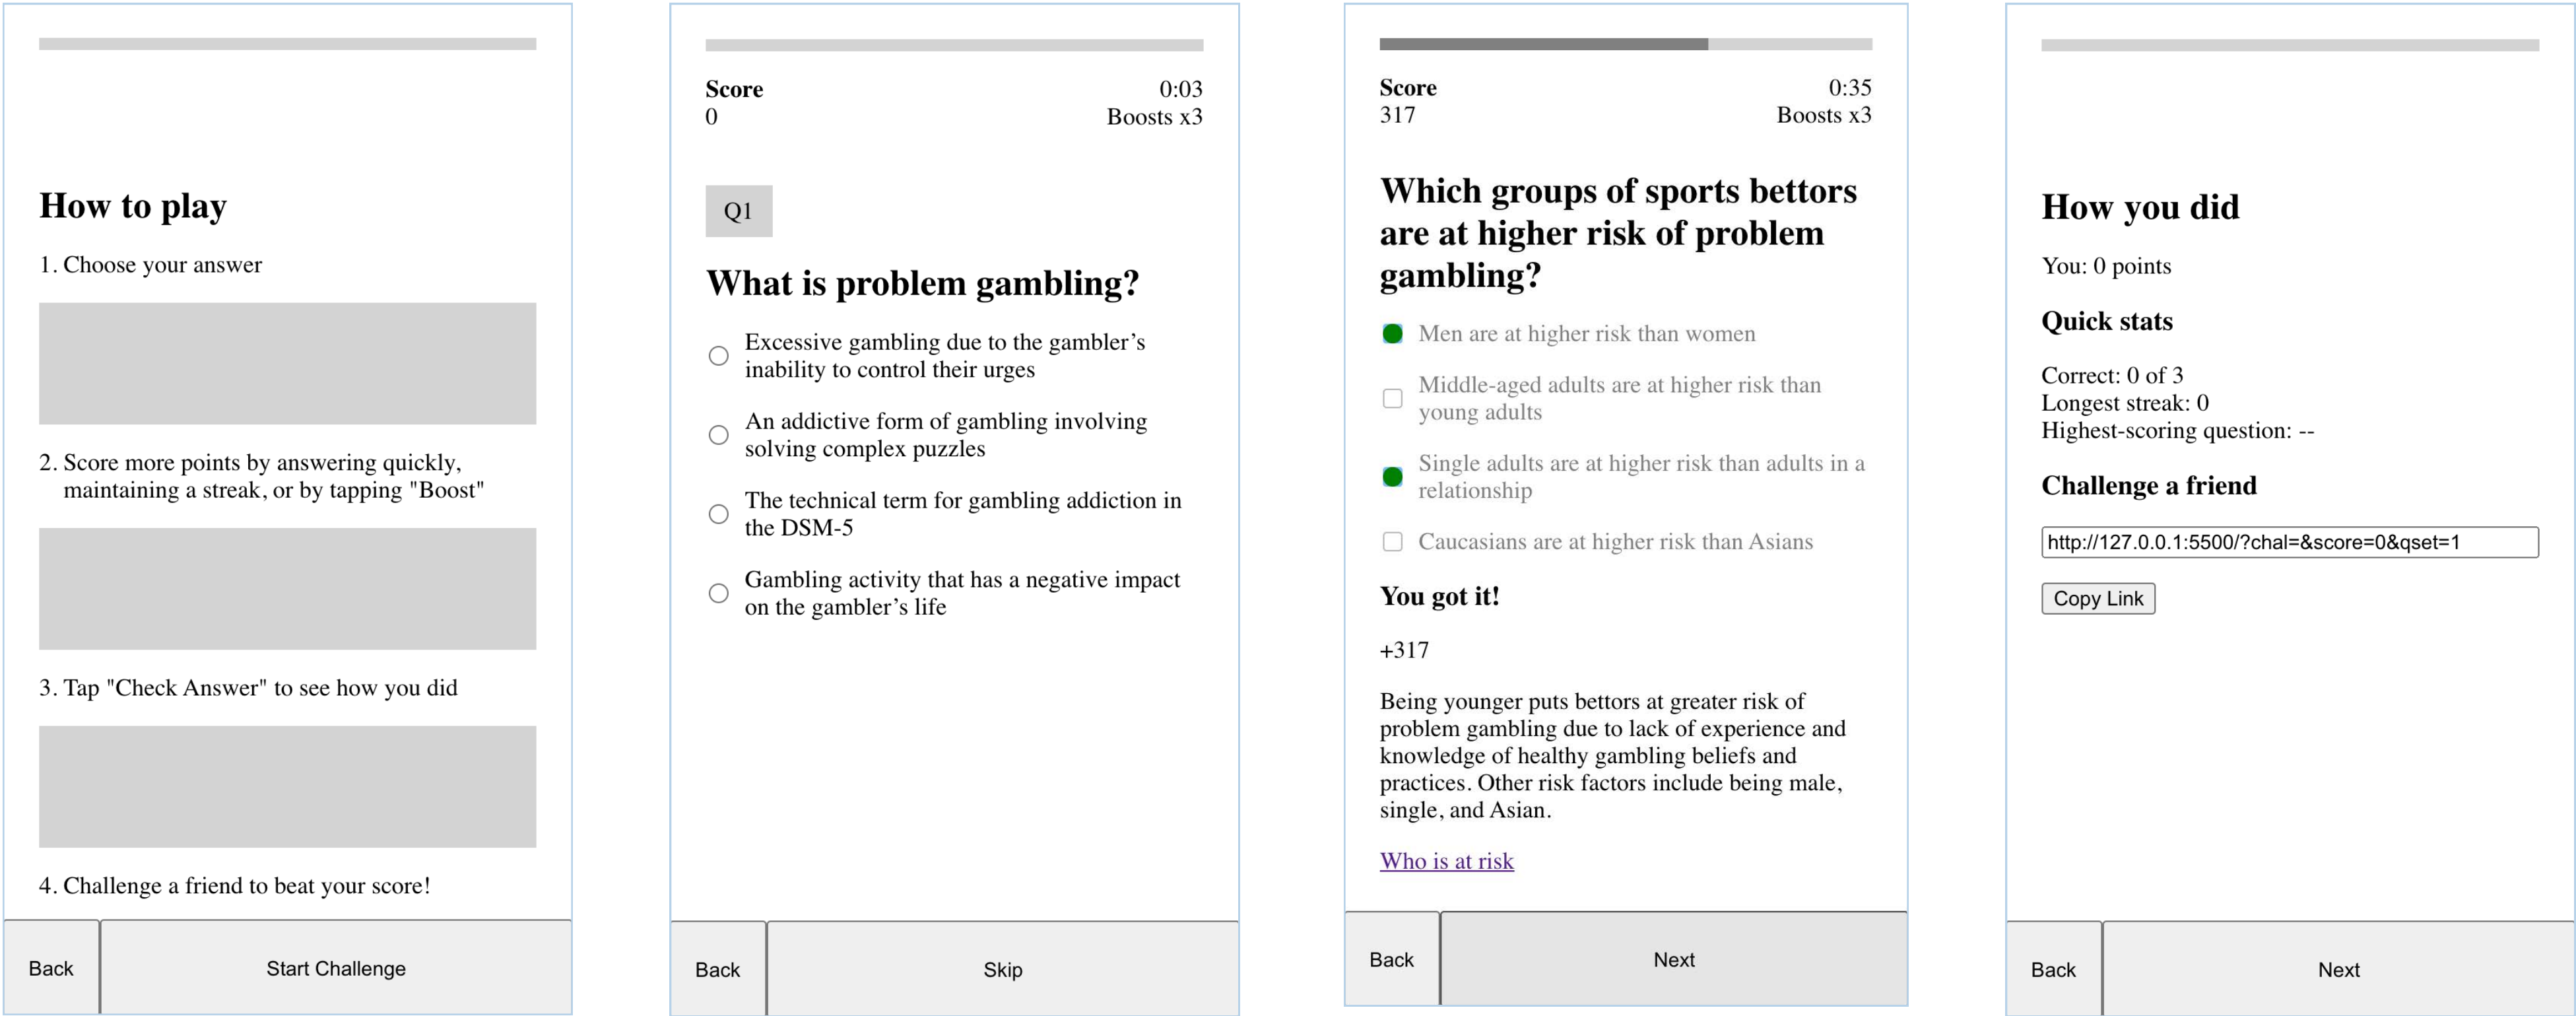 How to play
1. Choose your answer
2. Score more points by answering quickly,
maintaining a streak, or by tapping "Boost"
3. Tap "Check Answer" to see how you did
4. Challenge a friend to beat your score!
Back
Start Challenge
Score
0:03
0
Boosts x3
Q1
What is problem gambling?
Excessive gambling due to the gambler’s
inability to control their urges
An addictive form of gambling involving
solving complex puzzles
The technical term for gambling addiction in
the DSM-5
Gambling activity that has a negative impact
on the gambler’s life
Back
Skip
Score
0:35
317
Boosts x3
Which groups of sports bettors
are at higher risk of problem
gambling?
Men are at higher risk than women
Middle-aged adults are at higher risk than
young adults
Single adults are at higher risk than adults in a
relationship
Caucasians are at higher risk than Asians
You got it!
+317
Being younger puts bettors at greater risk of
problem gambling due to lack of experience and
knowledge of healthy gambling beliefs and
practices. Other risk factors include being male,
single, and Asian.
Who is at risk
Back
Next
How you did
You: 0 points
Quick stats
Correct: 0 of 3
Longest streak: 0
Highest-scoring question: --
Challenge a friend
http://127.0.0.1:5500/?chal=&score=0&qset=1
Copy Link
Back
Next